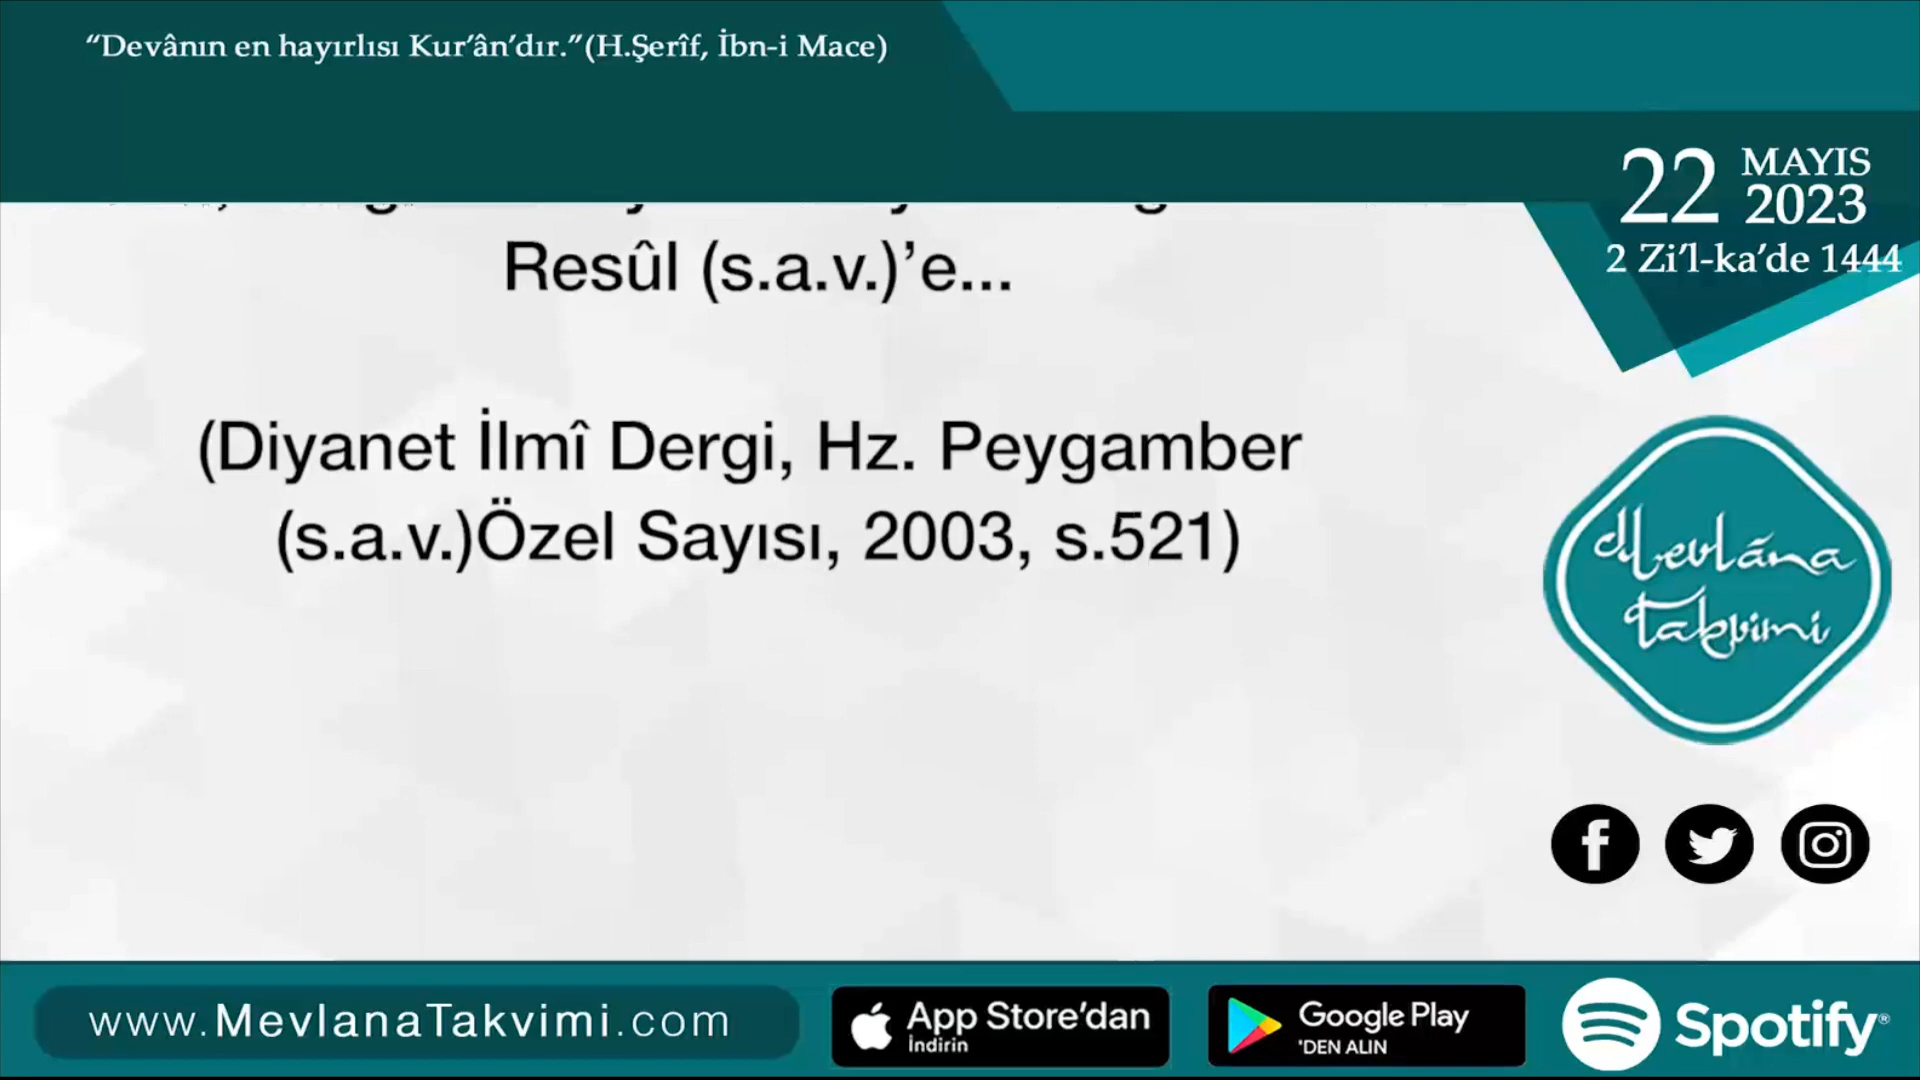 “Devânın en hayırlısı Kur’ân’dır.”(H.Şerîf, İbn-i Mace)
22 MAYIS 2023
2 Zi’l-ka’de 1444
Resûl (s.a.v.)’e...
(Diyanet İlmî Dergi, Hz. Peygamber
(s.a.v.)Özel Sayısı, 2003, s.521)
Mevlâna
Takvimi
www.MevlanaTakvimi.com
App Store’dan
İndirin
Google Play
'DEN ALIN
Spotify®